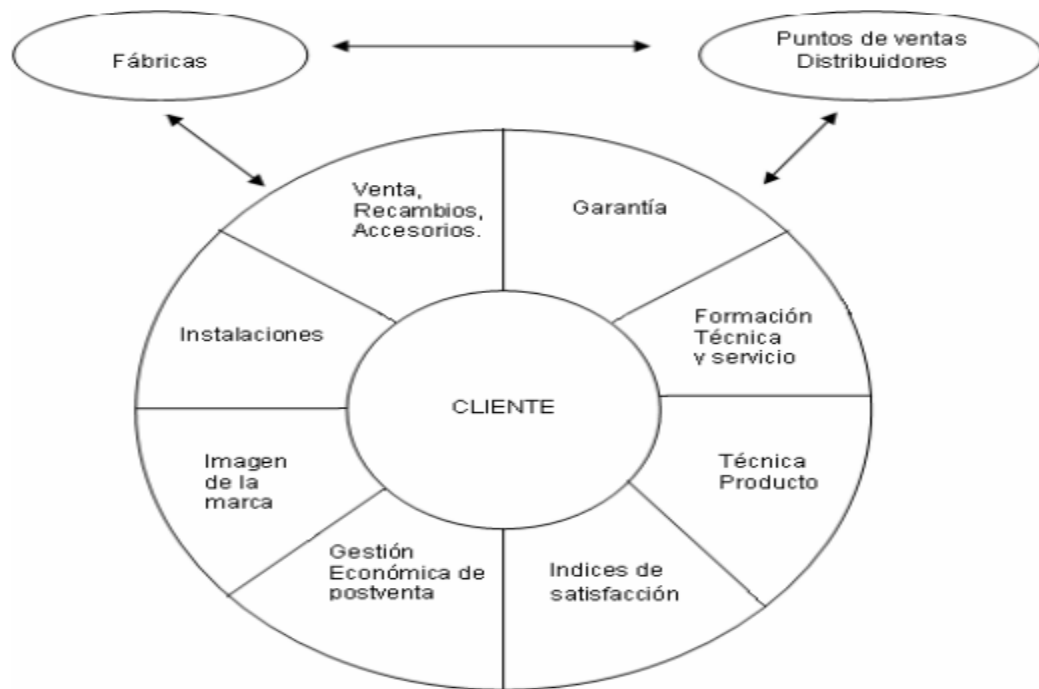 Fábricas
Puntos de ventas
Distribuidores
Venta,
Recambios,
Accesorios.
Garantía
Instalaciones
Formación
Técnica
y servicio
CLIENTE
Imagen
de la
marca
Técnica
Producto
Gestión
Económica de
postventa
Indices de
satisfacción